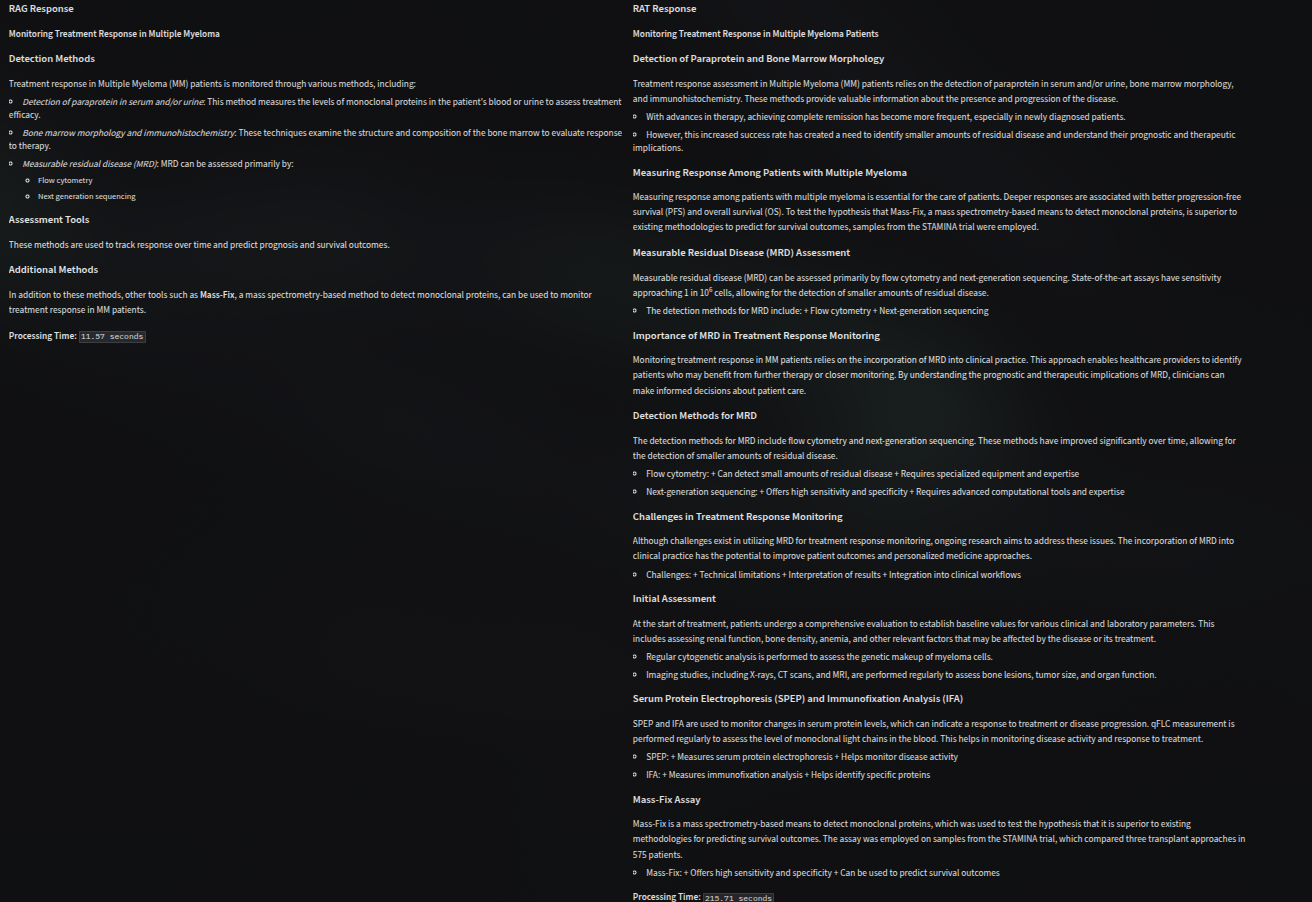 RAG Response
Monitoring Treatment Response in Multiple Myeloma
Detection Methods
Treatment response in Multiple Myeloma (MM) patients is monitored through various methods, including:
Detection of paraprotein in serum and/or urine: This method measures the levels of monoclonal proteins in the patient's blood or urine to assess treatment
efficacy.
Bone marrow morphology and immunohistochemistry: These techniques examine the structure and composition of the bone marrow to evaluate response
to therapy.
Measurable residual disease (MRD): MRD can be assessed primarily by:
Flow cytometry
Next generation sequencing
Assessment Tools
These methods are used to track response over time and predict prognosis and survival outcomes.
Additional Methods
In addition to these methods, other tools such as Mass-Fix, a mass spectrometry-based method to detect monoclonal proteins, can be used to monitor
treatment response in MM patients.
Processing Time: 11.57 seconds
RAT Response
Monitoring Treatment Response in Multiple Myeloma Patients
Detection of Paraprotein and Bone Marrow Morphology
Treatment response assessment in Multiple Myeloma (MM) patients relies on the detection of paraprotein in serum and/or urine, bone marrow morphology,
and immunohistochemistry. These methods provide valuable information about the presence and progression of the disease.
With advances in therapy, achieving complete remission has become more frequent, especially in newly diagnosed patients.
However, this increased success rate has created a need to identify smaller amounts of residual disease and understand their prognostic and therapeutic
implications.
Measuring Response Among Patients with Multiple Myeloma
Measuring response among patients with multiple myeloma is essential for the care of patients. Deeper responses are associated with better progression-free
survival (PFS) and overall survival (OS). To test the hypothesis that Mass-Fix, a mass spectrometry-based means to detect monoclonal proteins, is superior to
existing methodologies to predict for survival outcomes, samples from the STAMINA trial were employed.
Measurable Residual Disease (MRD) Assessment
Measurable residual disease (MRD) can be assessed primarily by flow cytometry and next-generation sequencing. State-of-the-art assays have sensitivity
approaching 1 in 10⁶ cells, allowing for the detection of smaller amounts of residual disease.
The detection methods for MRD include: + Flow cytometry + Next-generation sequencing
Importance of MRD in Treatment Response Monitoring
Monitoring treatment response in MM patients relies on the incorporation of MRD into clinical practice. This approach enables healthcare providers to identify
patients who may benefit from further therapy or closer monitoring. By understanding the prognostic and therapeutic implications of MRD, clinicians can
make informed decisions about patient care.
Detection Methods for MRD
The detection methods for MRD include flow cytometry and next-generation sequencing. These methods have improved significantly over time, allowing for
the detection of smaller amounts of residual disease.
Flow cytometry: + Can detect small amounts of residual disease + Requires specialized equipment and expertise
Next-generation sequencing: + Offers high sensitivity and specificity + Requires advanced computational tools and expertise
Challenges in Treatment Response Monitoring
Although challenges exist in utilizing MRD for treatment response monitoring, ongoing research aims to address these issues. The incorporation of MRD into
clinical practice has the potential to improve patient outcomes and personalized medicine approaches.
Challenges: + Technical limitations + Interpretation of results + Integration into clinical workflows
Initial Assessment
At the start of treatment, patients undergo a comprehensive evaluation to establish baseline values for various clinical and laboratory parameters. This
includes assessing renal function, bone density, anemia, and other relevant factors that may be affected by the disease or its treatment.
Regular cytogenetic analysis is performed to assess the genetic makeup of myeloma cells.
Imaging studies, including X-rays, CT scans, and MRI, are performed regularly to assess bone lesions, tumor size, and organ function.
Serum Protein Electrophoresis (SPEP) and Immunofixation Analysis (IFA)
SPEP and IFA are used to monitor changes in serum protein levels, which can indicate a response to treatment or disease progression. qFLC measurement is
performed regularly to assess the level of monoclonal light chains in the blood. This helps in monitoring disease activity and response to treatment.
SPEP: + Measures serum protein electrophoresis + Helps monitor disease activity
IFA: + Measures immunofixation analysis + Helps identify specific proteins
Mass-Fix Assay
Mass-Fix is a mass spectrometry-based means to detect monoclonal proteins, which was used to test the hypothesis that it is superior to existing
methodologies for predicting survival outcomes. The assay was employed on samples from the STAMINA trial, which compared three transplant approaches in
575 patients.
Mass-Fix: + Offers high sensitivity and specificity + Can be used to predict survival outcomes
Processing Time: 215.71 seconds